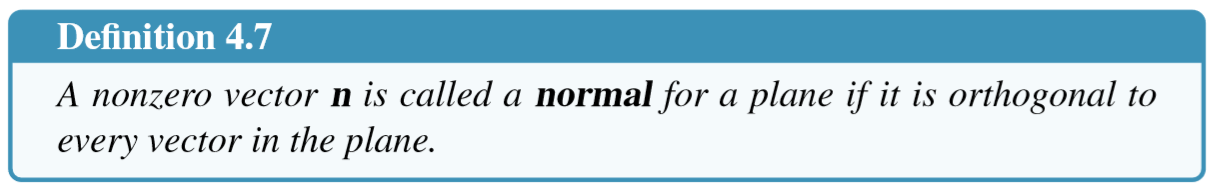 Definition 4.7
A nonzero vector n is called a normal for a plane if it is orthogonal to
every vector in the plane.